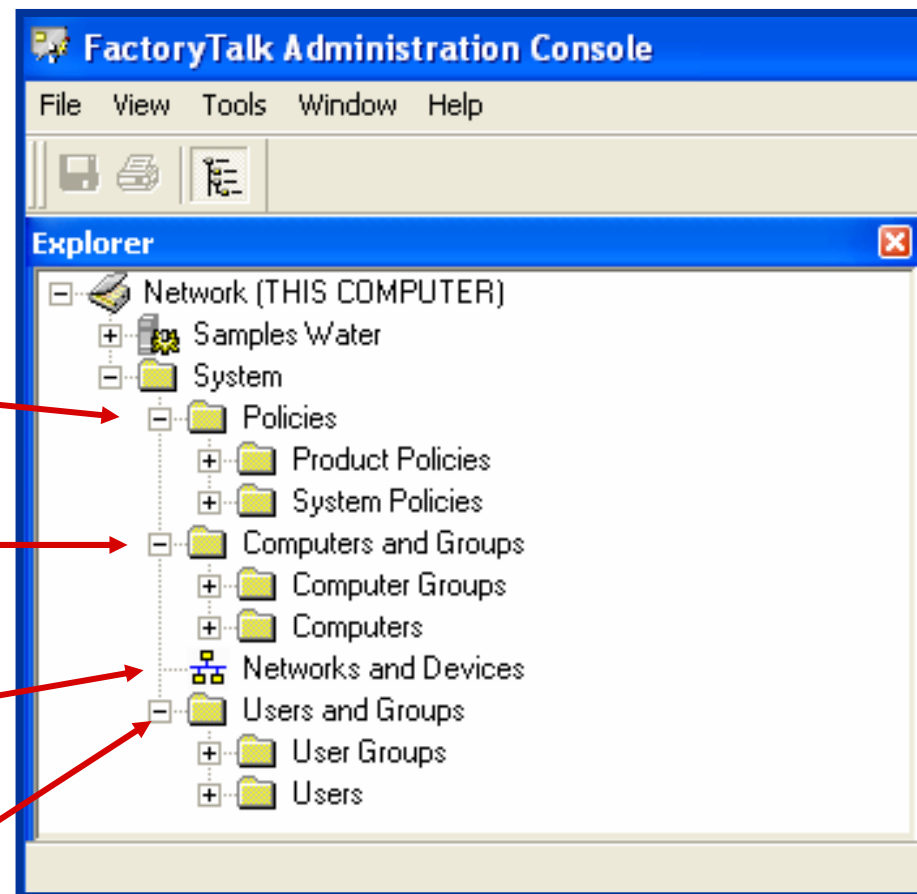 FactoryTalk Administration Console
File View Tools Window Help
Explorer
Network (THIS COMPUTER)
Samples Water
System
Policies
Product Policies
System Policies
Computers and Groups
Computer Groups
Computers
Networks and Devices
Users and Groups
User Groups
Users